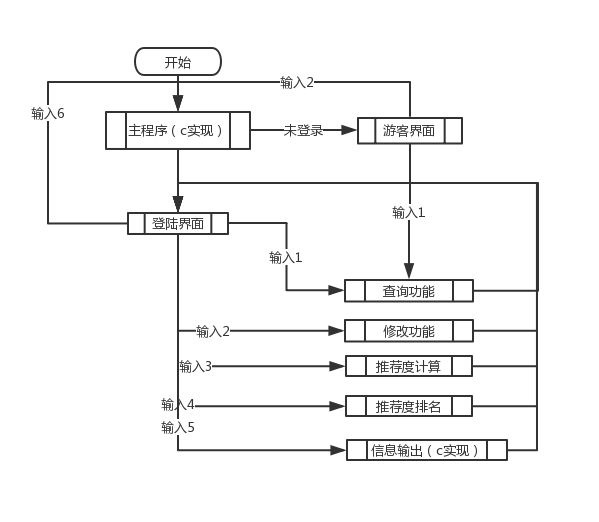 开始
输入2
输入6
主程序（c实现）
未登录
游客界面
输入1
登陆界面
输入1
查询功能
输入2
修改功能
输入3
推荐度计算
输入4
推荐度排名
输入5
信息输出（c实现）